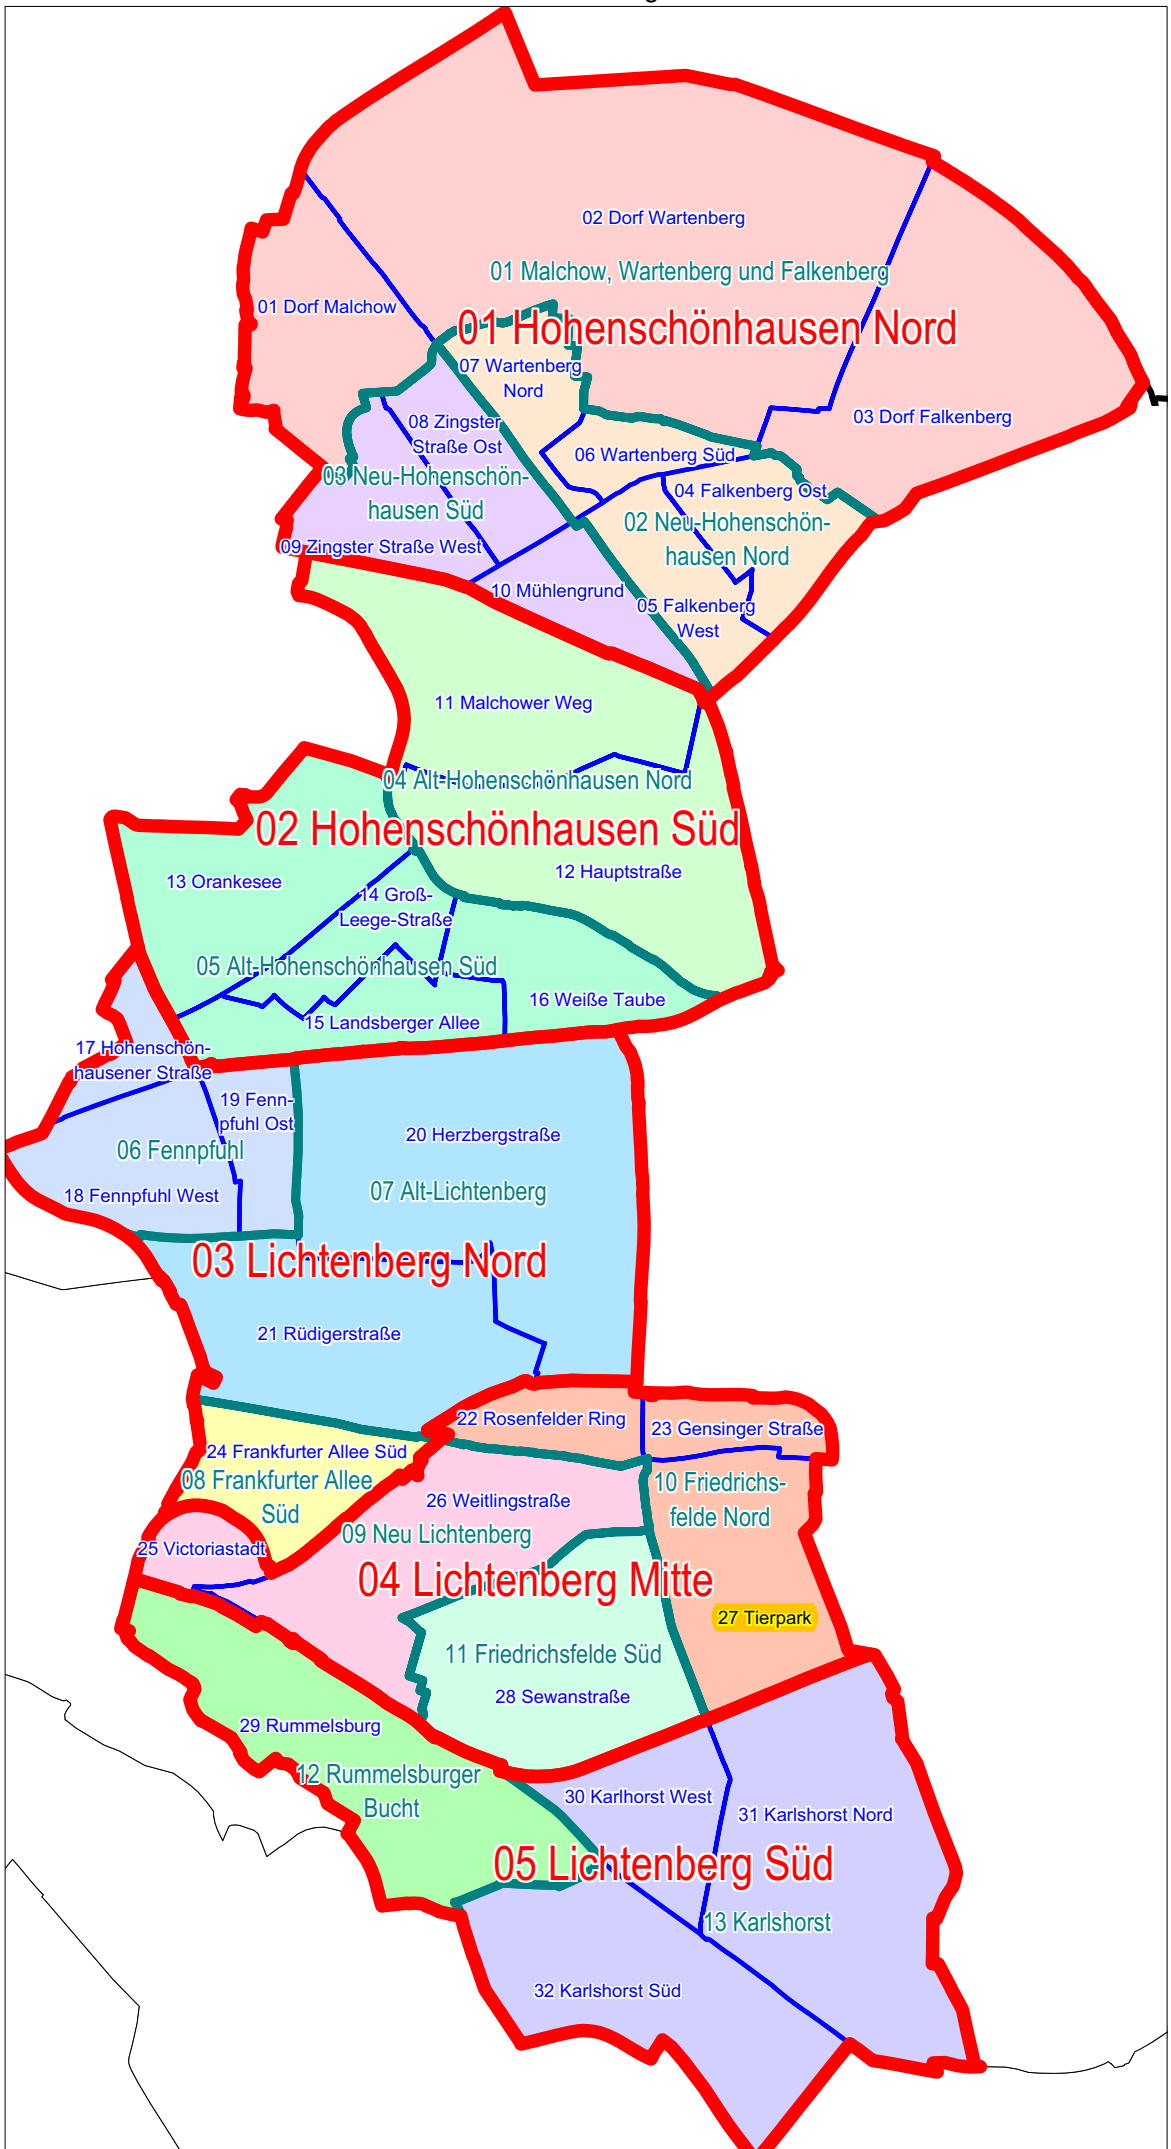 02 Dorf Wartenberg
01 Malchow, Wartenberg und Falkenberg
01 Dorf Malchow
01 Hohenschönhausen Nord
07 Wartenberg
Nord
03 Dorf Falkenberg
08 Zingster
Straße Ost
06 Wartenberg Süd
03 Neu-Hohenschön-
hausen Süd
04 Falkenberg Ost
02 Neu-Hohenschön-
hausen Nord
09 Zingster Straße West
10 Mühlengrund
05 Falkenberg
West
11 Malchower Weg
04 Alt-Hohenschönhausen Nord
02 Hohenschönhausen Süd
12 Hauptstraße
13 Orankesee
14 Groß-
Leege-Straße
05 Alt-Hohenschönhausen Süd
16 Weiße Taube
15 Landsberger Allee
17 Hohenschön-
hausener Straße
19 Fenn-
pfuhl Ost
20 Herzbergstraße
06 Fennpfuhl
07 Alt-Lichtenberg
18 Fennpfuhl West
03 Lichtenberg Nord
21 Rüdigerstraße
22 Rosenfelder Ring
23 Gensinger Straße
24 Frankfurter Allee Süd
08 Frankfurter Allee
Süd
10 Friedrichs-
felde Nord
26 Weitlingstraße
09 Neu Lichtenberg
25 Victoriastadt
04 Lichtenberg Mitte
27 Tierpark
11 Friedrichsfelde Süd
28 Sewanstraße
29 Rummelsburg
12 Rummelsburger
Bucht
30 Karlhorst West
31 Karlshorst Nord
05 Lichtenberg Süd
13 Karlshorst
32 Karlshorst Süd